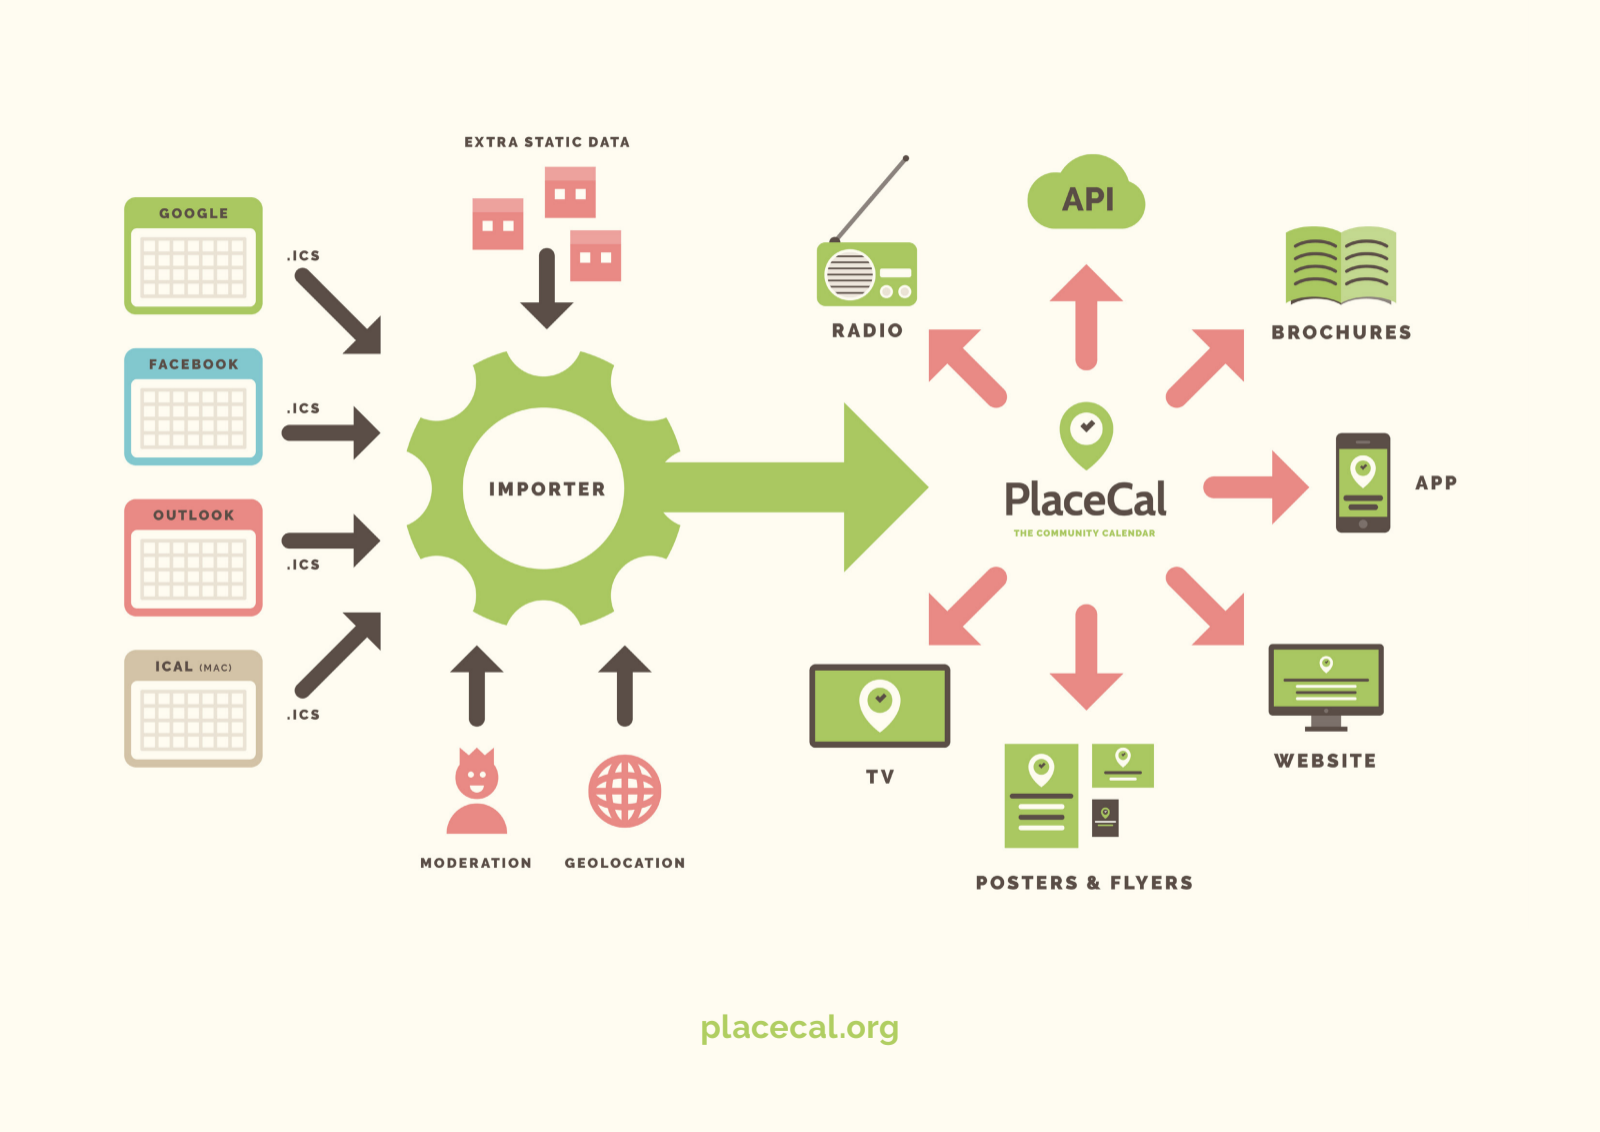 EXTRA STATIC DATA
GOOGLE
.ICS
FACEBOOK
.ICS
OUTLOOK
.ICS
ICAL (MAC)
.ICS
IMPORTER
MODERATION
GEOLOCATION
RADIO
API
BROCHURES
PlaceCal
THE COMMUNITY CALENDAR
APP
TV
POSTERS & FLYERS
WEBSITE
placecal.org